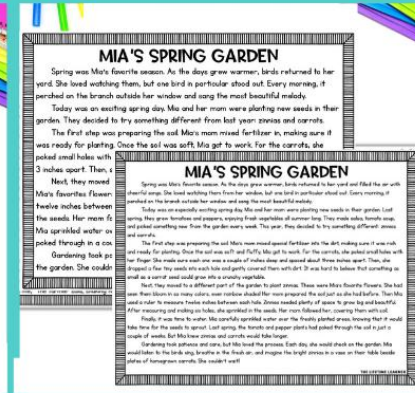 MIA'S SPRING GARDEN
Spring was Mia's favorite season. As the days grew warmer, birds returned to her
yard. She loved watching them, but one bird in particular stood out. Every morning, it
perched on the branch outside her window and sang the most beautiful melody.
Today was an exciting spring day. Mia and her mom were planting new seeds in their
garden. They decided to try something different from last year: zinnias and carrots.
The first step was preparing the soil. Mia's mom mixed fertilizer in, making sure it
was ready for planting. Once the soil was soft, Mia got to work. For the carrots, she
poked small holes with
3 inches apart. Then, s
Next, they moved
Mia's favorites flower
twelve inches between
the seeds. Her mom fo
Mia sprinkled water ov
poked through in a cou
Gardening took pa
the garden. She couldn
MIA'S SPRING GARDEN
Spring was Mia's favorite season. As the days grew warmer, birds returned to her yard and filled the air with
cheerful songs. She loved watching them from her window, but one bird in particular stood out. Every morning, it
perched on the branch outside her window and sang the most beautiful melody.
Today was an especially exciting spring day. Mia and her mom were planting new seeds in their garden. Last
spring, they grew tomatoes and peppers, enjoying fresh vegetables all summer long. They made salsa, tomato soup,
and picked something new from the garden every week. This year, they decided to try something different: zinnias
and carrots.
The first step was preparing the soil. Mia's mom mixed special fertilizer into the dirt, making sure it was rich
and ready for planting. Once the soil was soft and fluffy, Mia got to work. For the carrots, she poked small holes with
her finger. She made sure each one was a couple of inches deep and spaced about three inches apart. Then, she
dropped a few tiny seeds into each hole and gently covered them with dirt. It was hard to believe that something as
small as a carrot seed could grow into a crunchy vegetable.
Next, they moved to a different part of the garden to plant zinnias. These were Mia's favorite flowers. She had
seen them bloom in so many colors, even rainbow shaded! Her mom prepared the soil just as she had before. Then Mia
used a ruler to measure twelve inches between each hole. Zinnias needed plenty of space to grow big and beautiful.
After measuring and making six holes, she sprinkled in the seeds. Her mom followed her, covering them with soil.
Finally, it was time to water. Mia carefully sprinkled water over the freshly planted areas, knowing that it would
take time for the seeds to sprout. Last spring, the tomato and pepper plants had poked through the soil in just a
couple of weeks. But Mia knew zinnias and carrots would take longer.
Gardening took patience and care, but Mia loved the process. Each day, she would check on the garden. Mia
would listen to the birds sing, breathe in the fresh air, and imagine the bright zinnias in a vase on their table beside
plates of homegrown carrots. She couldn't wait!
THE LIFETIME LEARNER